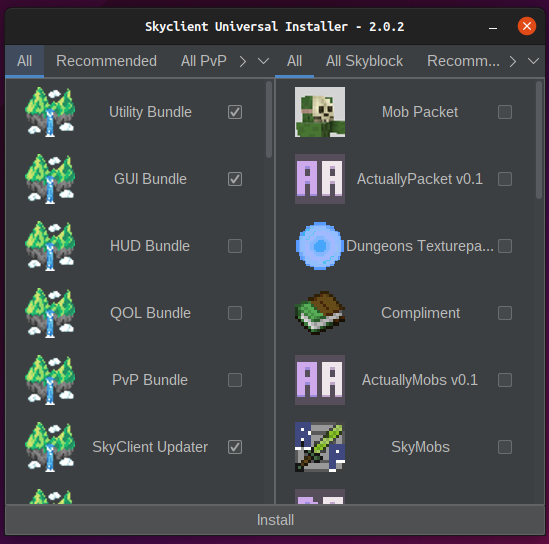 Skyclient Universal Installer - 2.0.2
All Recommended All PvP
All All Skyblock Recomm...
Utility Bundle
GUI Bundle
HUD Bundle
QOL Bundle
PvP Bundle
SkyClient Updater
Mob Packet
ActuallyPacket v0.1
Dungeons Texturepa...
Compliment
ActuallyMobs v0.1
SkyMobs
Install